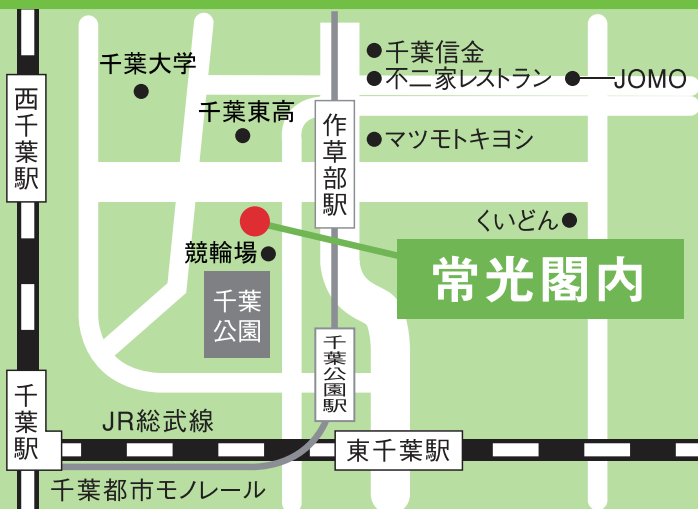 千葉信金
千葉大学
不二家レストラン
JOMO
西千葉駅
千葉東高
作草部駅
マツモトキヨシ
くいどん
競輪場
常光閣内
千葉
公園
千葉公園駅
千葉駅
JR総武線
東千葉駅
千葉都市モノレール